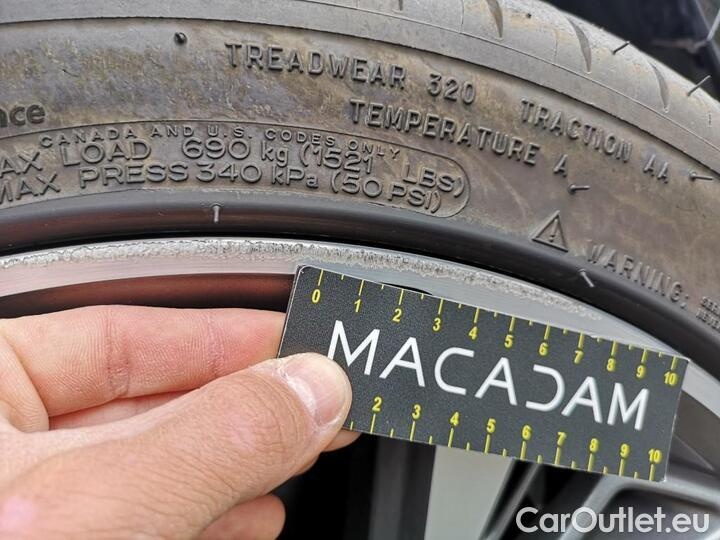 TREADWEAR 320 TRACTION AA
TEMPERATURE A
nce
CANADA AND U.S. CODES ONLY
AX LOAD 690 kg (1521 LBS)
MAX PRESS 340 kPa (50 PSI)
WARNING:
0 1 2 3 4 5 6 7 8 9 10
MACADAM
2 3 4 5 6 7 8 9 10
CarOutlet.eu